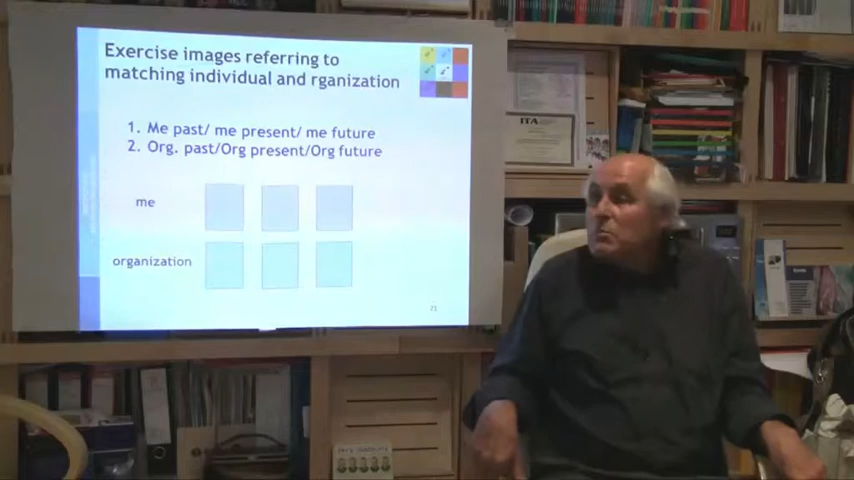 Exercise images referring to
matching individual and rganization
1. Me past/ me present/ me future
2. Org. past/Org present/Org future
me
organization
21
ITA